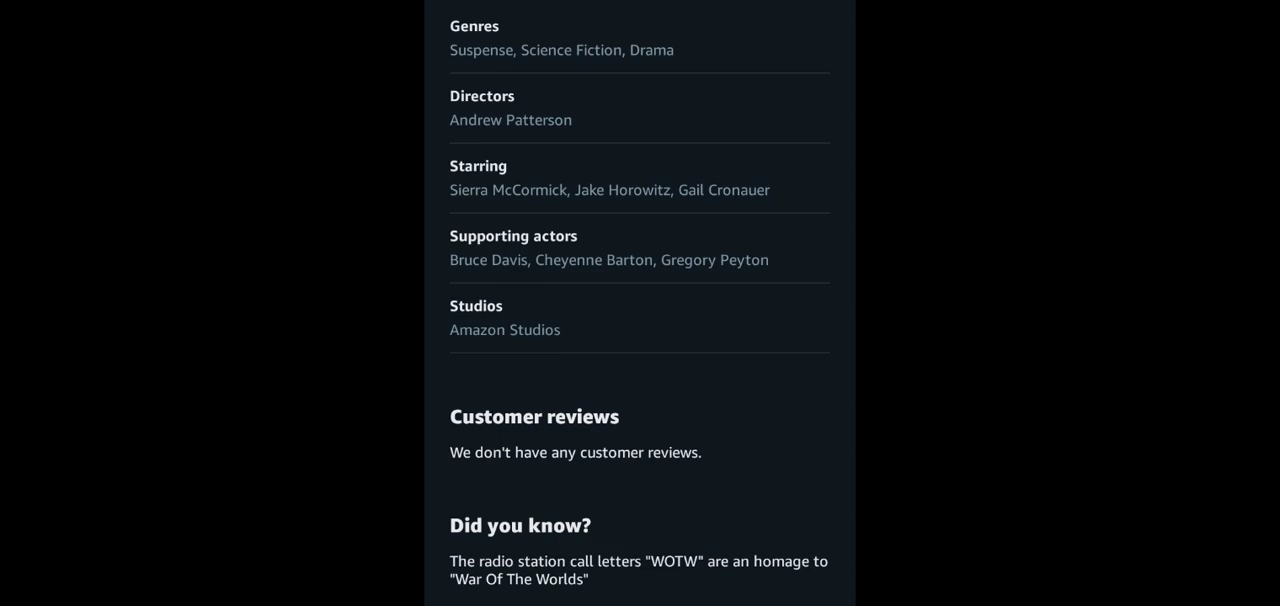 Genres
Suspense, Science Fiction, Drama
Directors
Andrew Patterson
Starring
Sierra McCormick, Jake Horowitz, Gail Cronauer
Supporting actors
Bruce Davis, Cheyenne Barton, Gregory Peyton
Studios
Amazon Studios
Customer reviews
We don't have any customer reviews.
Did you know?
The radio station call letters "WOTW" are an homage to
"War Of The Worlds"